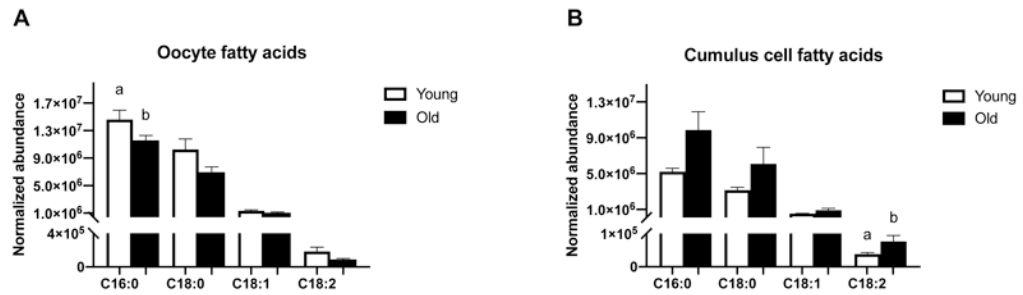 A
Oocyte fatty acids
Normalized abundance
1.7×10⁷
1.3×10⁷
9.0×10⁶
5.0×10⁶
1.0×10⁶
4×10⁵
0
a
b
C16:0 C18:0 C18:1 C18:2
Young
Old
B
Cumulus cell fatty acids
Normalized abundance
1.3×10⁷
9.0×10⁶
5.0×10⁶
1.0×10⁶
1×10⁵
0
a
b
C16:0 C18:0 C18:1 C18:2
Young
Old